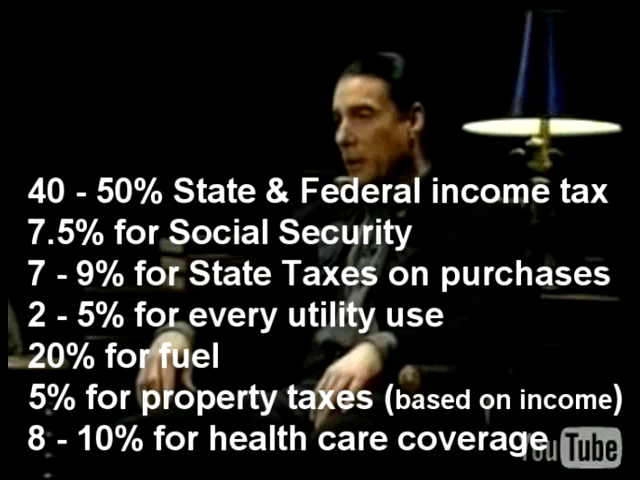 40 - 50% State & Federal income tax
7.5% for Social Security
7 - 9% for State Taxes on purchases
2 - 5% for every utility use
20% for fuel
5% for property taxes (based on income)
8 - 10% for health care coverage
YouTube